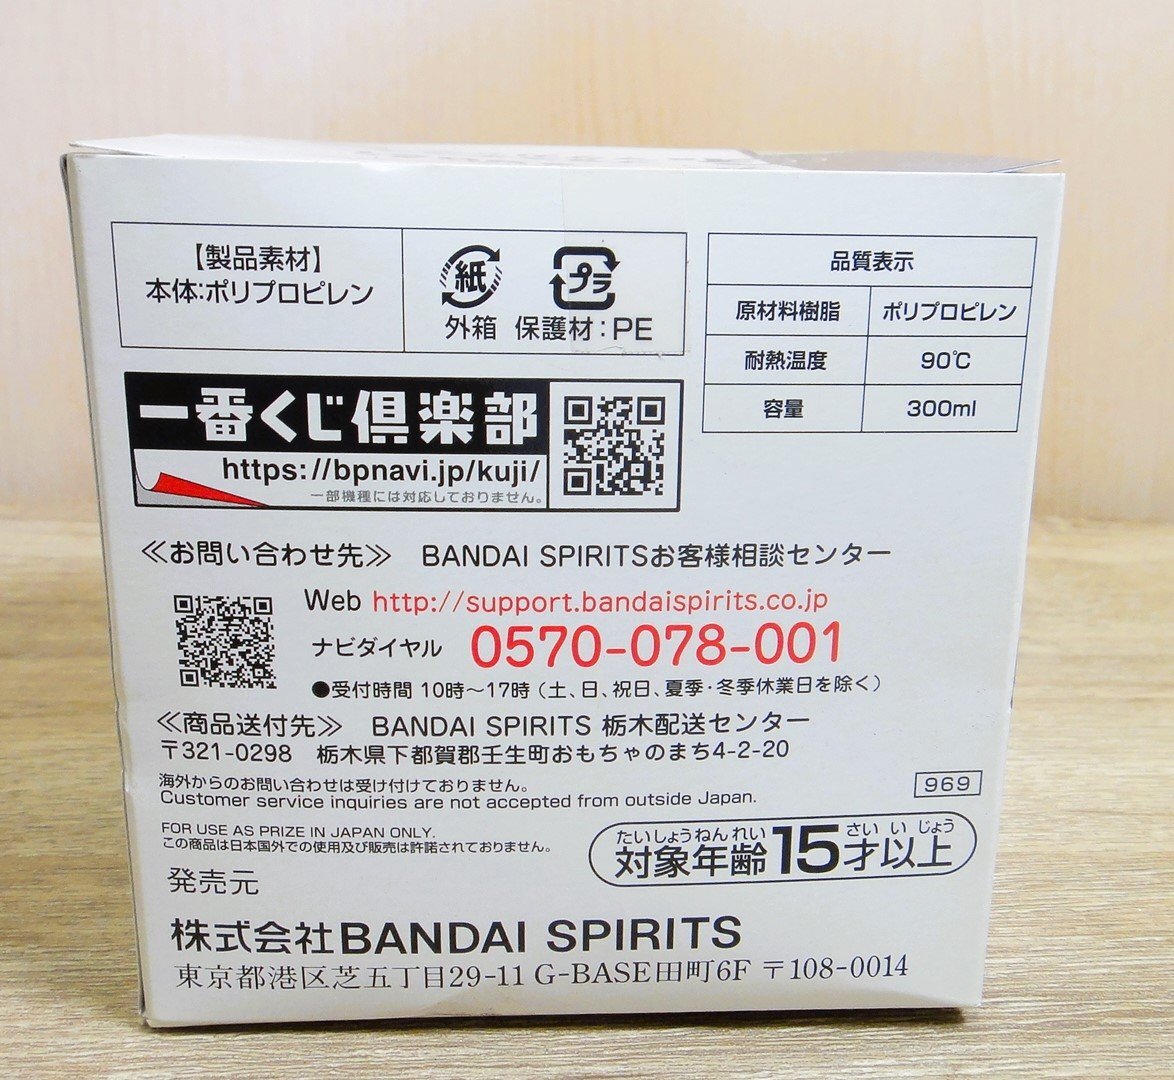 【製品素材】
本体:ポリプロピレン
紙
外箱
プラ
保護材:PE
品質表示
原材料樹脂 ポリプロピレン
耐熱温度 90℃
容量 300ml
一番くじ倶楽部
https://bpnavi.jp/kuji/
一部機種には対応しておりません。
≪お問い合わせ先≫ BANDAI SPIRITSお客様相談センター
Web http://support.bandaispirits.co.jp
ナビダイヤル 0570-078-001
●受付時間 10時〜17時(土、日、祝日、夏季・冬季休業日を除く)
≪商品送付先≫ BANDAI SPIRITS 栃木配送センター
〒321-0298 栃木県下都賀郡壬生町おもちゃのまち4-2-20
海外からのお問い合わせは受け付けておりません。
Customer service inquiries are not accepted from outside Japan.
969
FOR USE AS PRIZE IN JAPAN ONLY.
この商品は日本国外での使用及び販売は許諾されておりません。
たいしょうねんれい さい い じょう
対象年齢15才以上
発売元
株式会社BANDAI SPIRITS
東京都港区芝五丁目29-11 G-BASE田町6F 〒108-0014